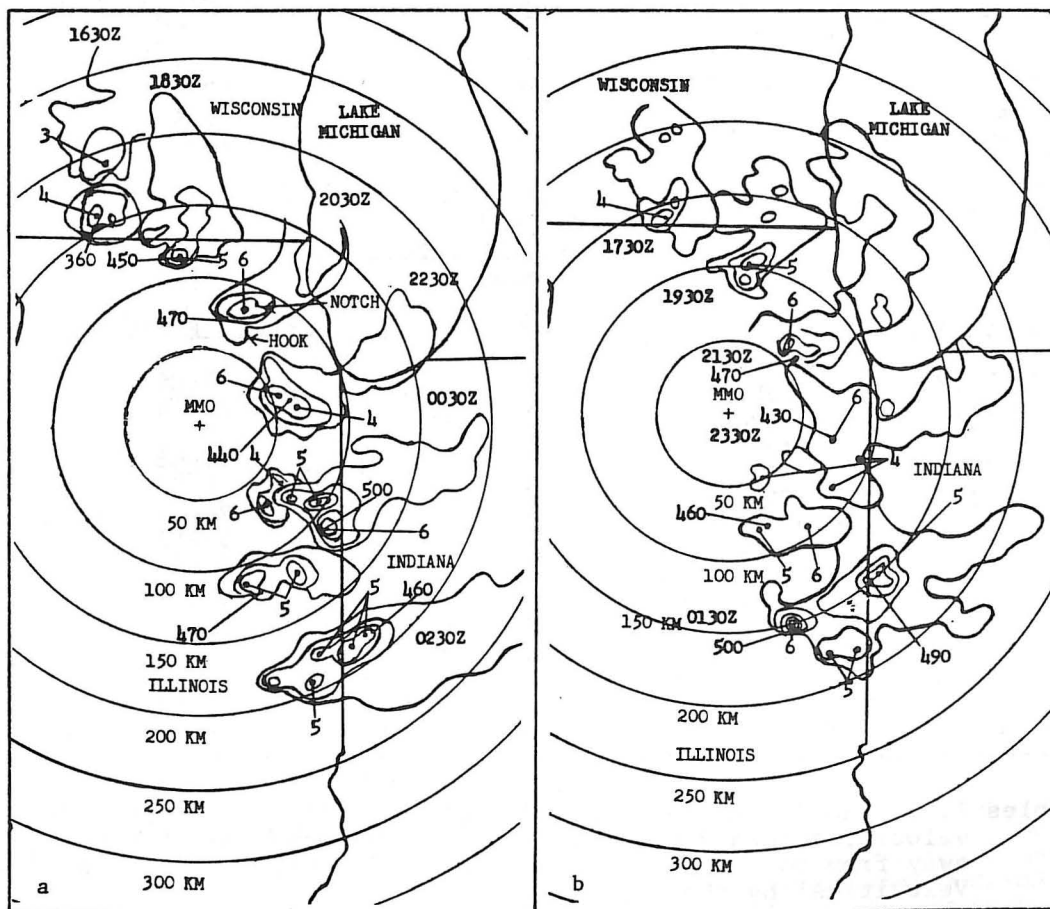 1630Z
1830Z
WISCONSIN
LAKE
MICHIGAN
3
2030Z
4
360
450
5
6
2230Z
NOTCH
470
HOOK
6
0030Z
MMO
+
4
440 4
5
500
50 KM
6
6
INDIANA
100 KM
5
5
460
470
0230Z
150 KM
ILLINOIS
5
200 KM
250 KM
300 KM
a
WISCONSIN
LAKE
MICHIGAN
4
1730Z
5
1930Z
6
2130Z
470
MMO
+
2330Z
430
6
4
INDIANA
50 KM
5
460
5
6
100 KM
0130Z
150 KM
500
6
490
5
200 KM
ILLINOIS
250 KM
300 KM
b